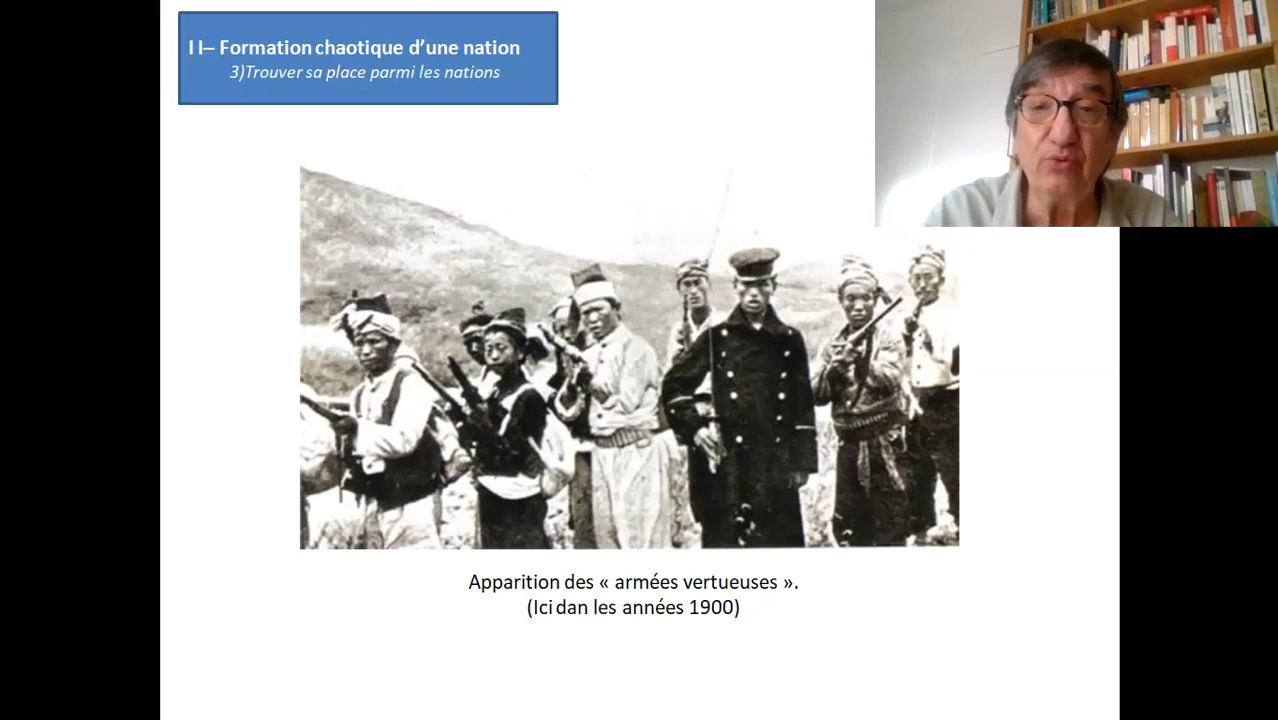 I I– Formation chaotique d’une nation
3)Trouver sa place parmi les nations
Apparition des « armées vertueuses ».
(Ici dan les années 1900)